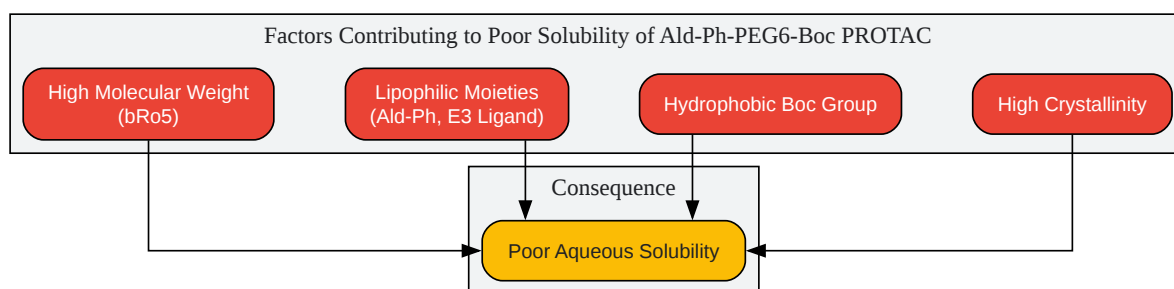 Factors Contributing to Poor Solubility of Ald-Ph-PEG6-Boc PROTAC
High Molecular Weight
(bRo5)
Lipophilic Moieties
(Ald-Ph, E3 Ligand)
Hydrophobic Boc Group
High Crystallinity
Consequence
Poor Aqueous Solubility